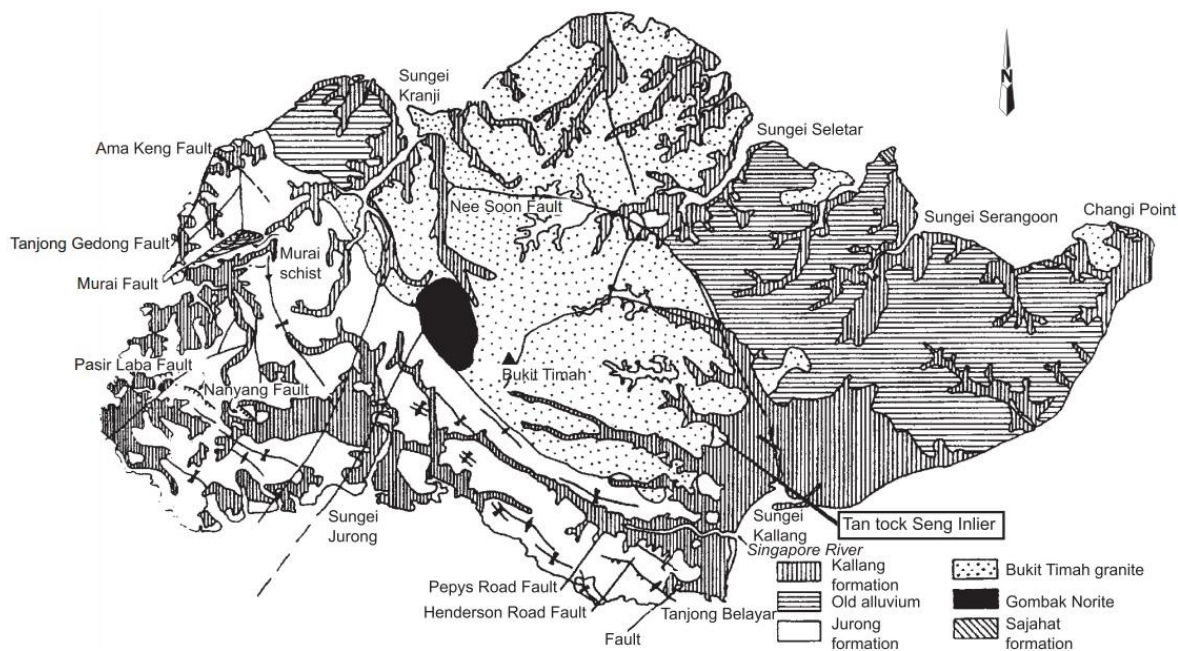 Sungei
Kranji
N
Ama Keng Fault
Sungei Seletar
Nee Soon Fault
Sungei Serangoon
Changi Point
Tanjong Gedong Fault
Murai
schist
Murai Fault
Pasir Laba Fault
Bukit Timah
Nanyang Fault
Sungei
Jurong
Sungei
Kallang
Tan tock Seng Inlier
Singapore River
Pepys Road Fault
Henderson Road Fault
Tanjong Belayar
Fault
Kallang
formation
Old alluvium
Jurong
formation
Bukit Timah granite
Gombak Norite
Sajahat
formation